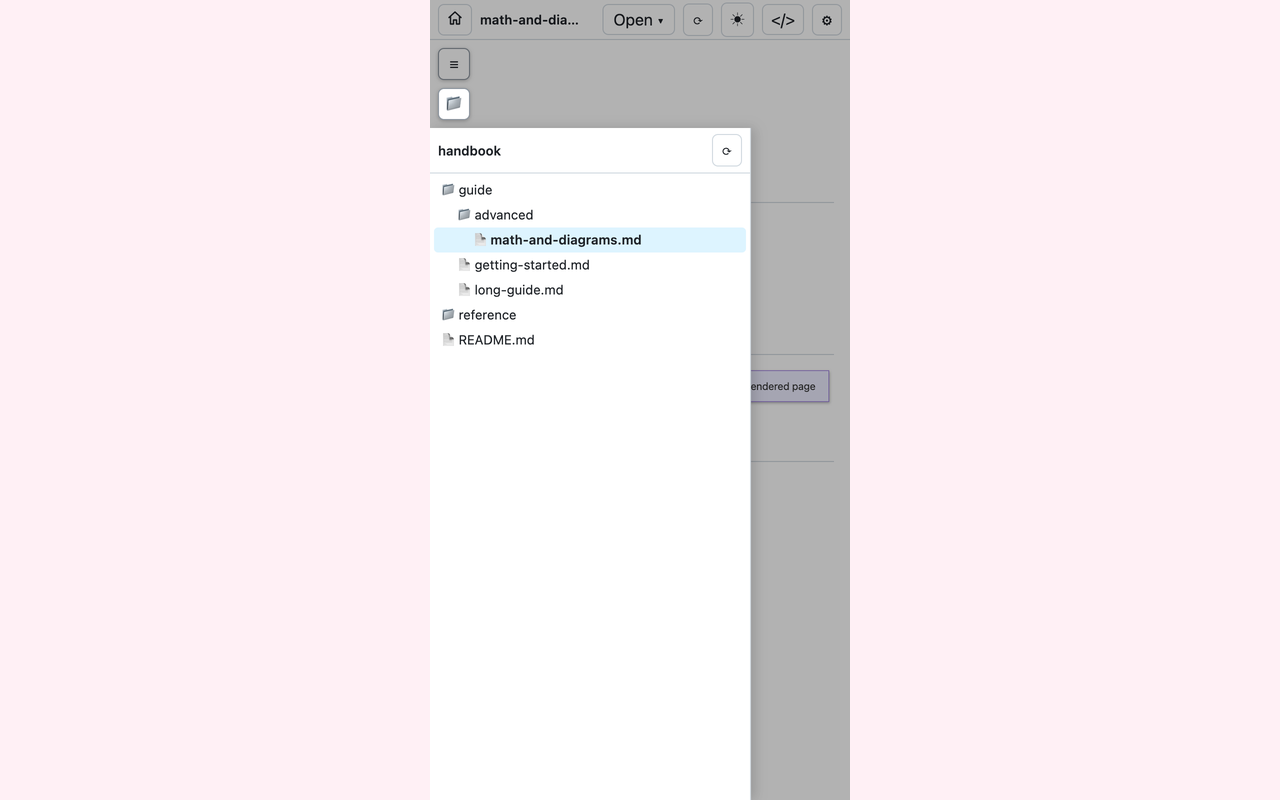 math-and-dia...
Open ▾
</>
handbook
guide
advanced
math-and-diagrams.md
getting-started.md
long-guide.md
reference
README.md
endered page